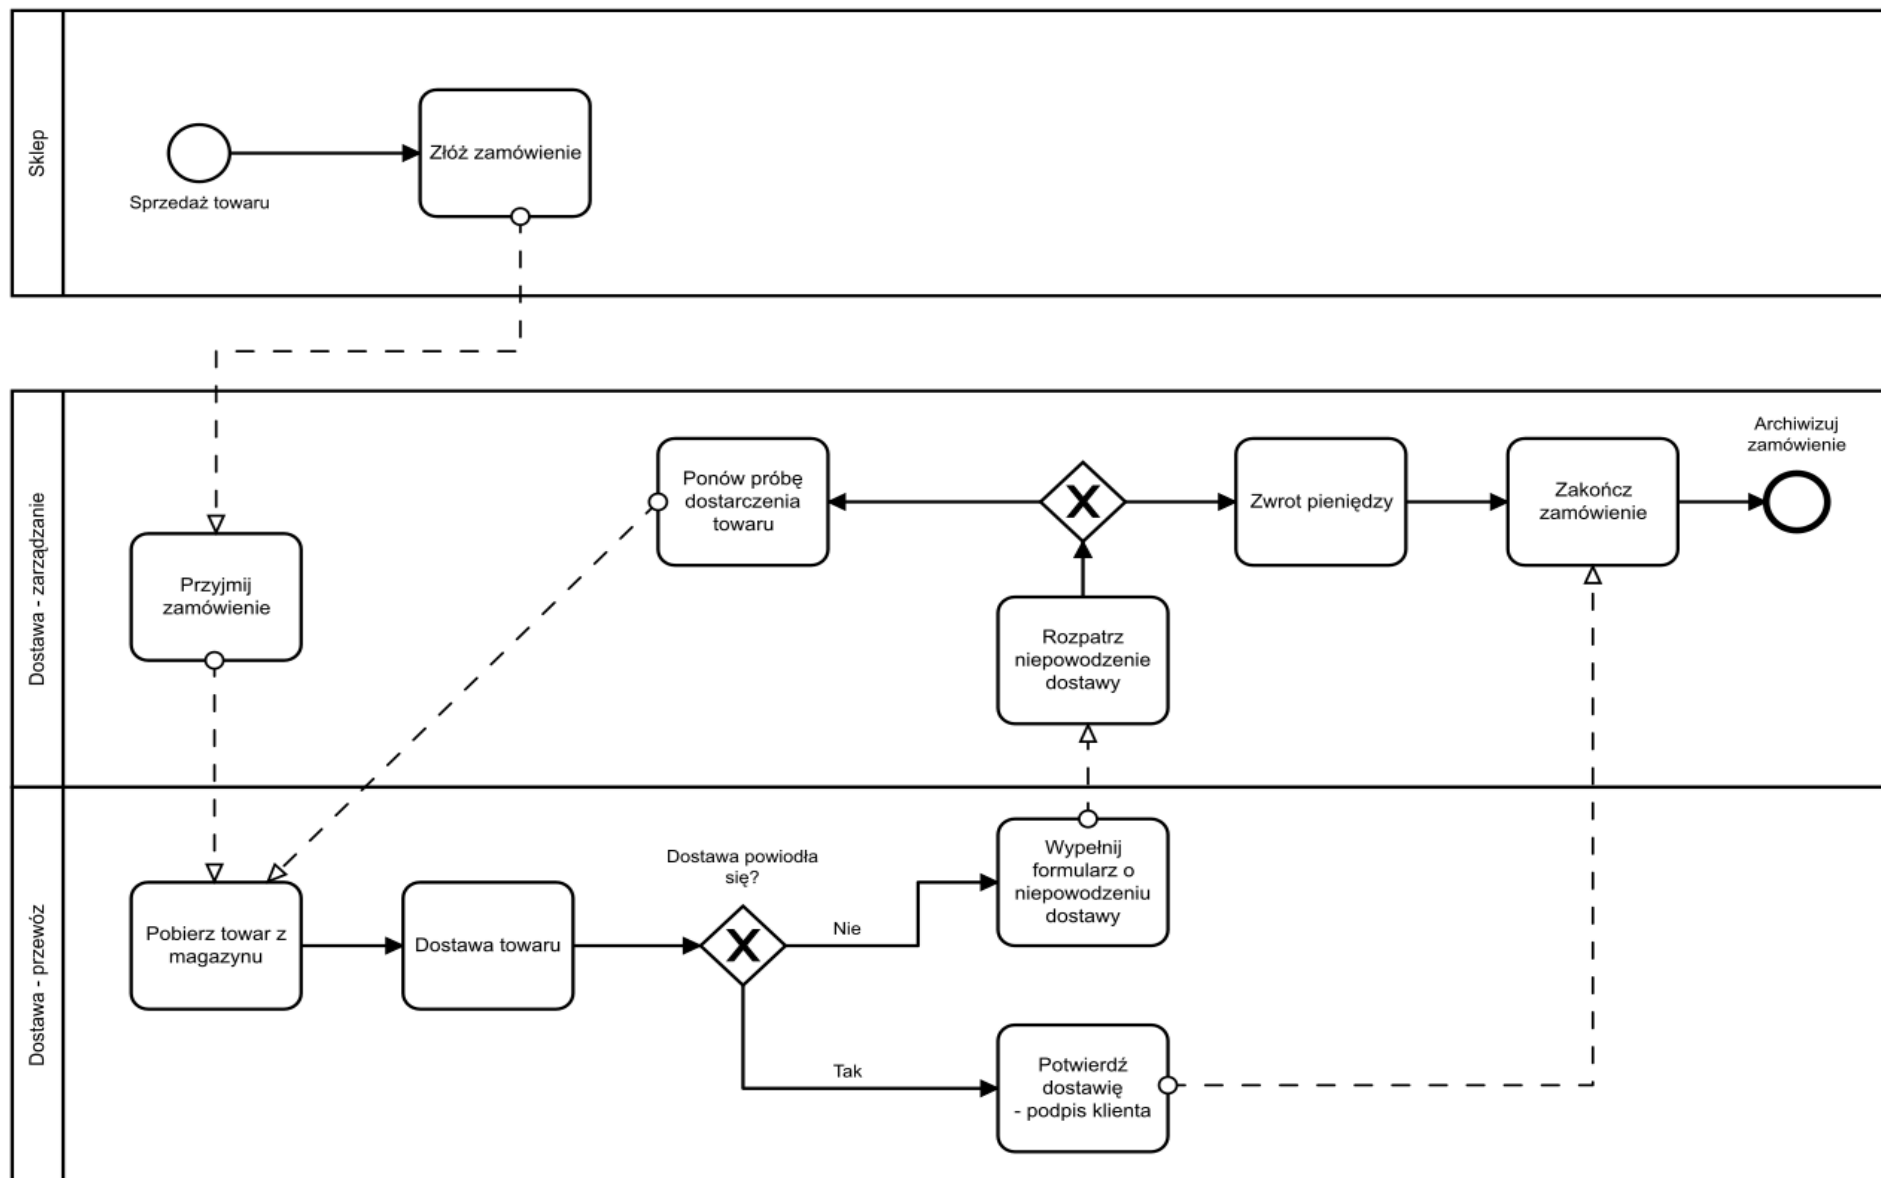 Sklep
Sprzedaż towaru
Złóż zamówienie
Dostawa - zarządzanie
Przyjmij
zamówienie
Ponów próbę
dostarczenia
towaru
Zwrot pieniędzy
Zakończ
zamówienie
Archiwizuj
zamówienie
Rozpatrz
niepowodzenie
dostawy
Dostawa - przewóz
Pobierz towar z
magazynu
Dostawa towaru
Dostawa powiodła
się?
Nie
Wypełnij
formularz o
niepowodzeniu
dostawy
Tak
Potwierdź
dostawię
- podpis klienta